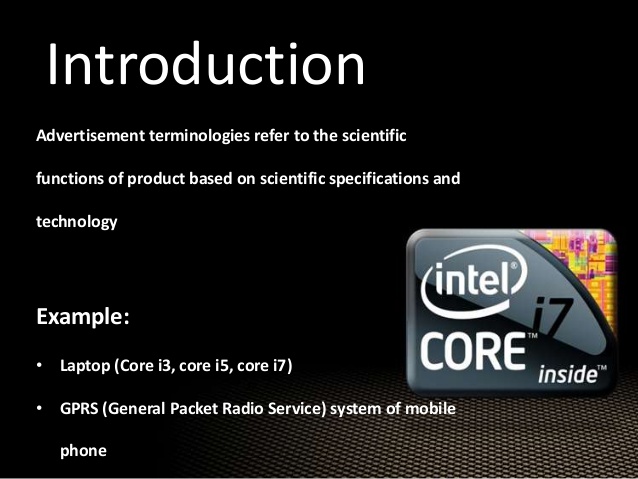 Introduction
Advertisement terminologies refer to the scientific
functions of product based on scientific specifications and
technology
Example:
• Laptop (Core i3, core i5, core i7)
• GPRS (General Packet Radio Service) system of mobile
phone
intel®
CORE™ i7
inside™